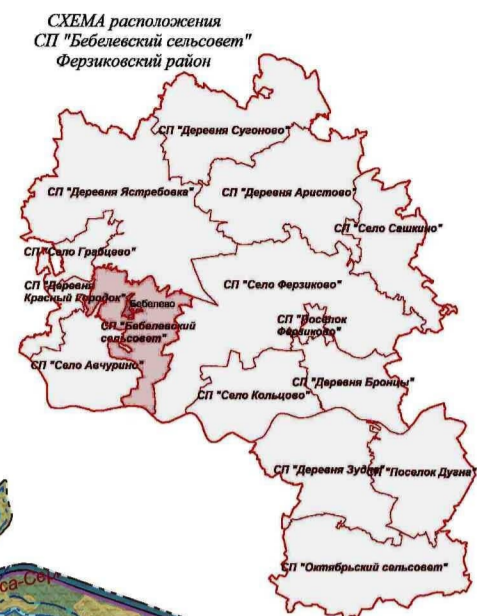 СХЕМА расположения
СП "Бебелевский сельсовет"
Ферзиковский район
СП "Деревня Сугоново"
СП "Деревня Ястребовка"
СП "Деревня Аристово"
СП "Село Сашкино"
СП "Село Грабцево"
СП "Село Ферзиково"
СП "Деревня
Красный Городок"
Бебелево
СП "Бебелевский
сельсовет"
СП "Поселок
Ферзиково"
СП "Село Авчурино"
СП "Село Кольцово"
СП "Деревня Бронцы"
СП "Деревня Зудна"
СП "Поселок Дугна"
СП "Октябрьский сельсовет"